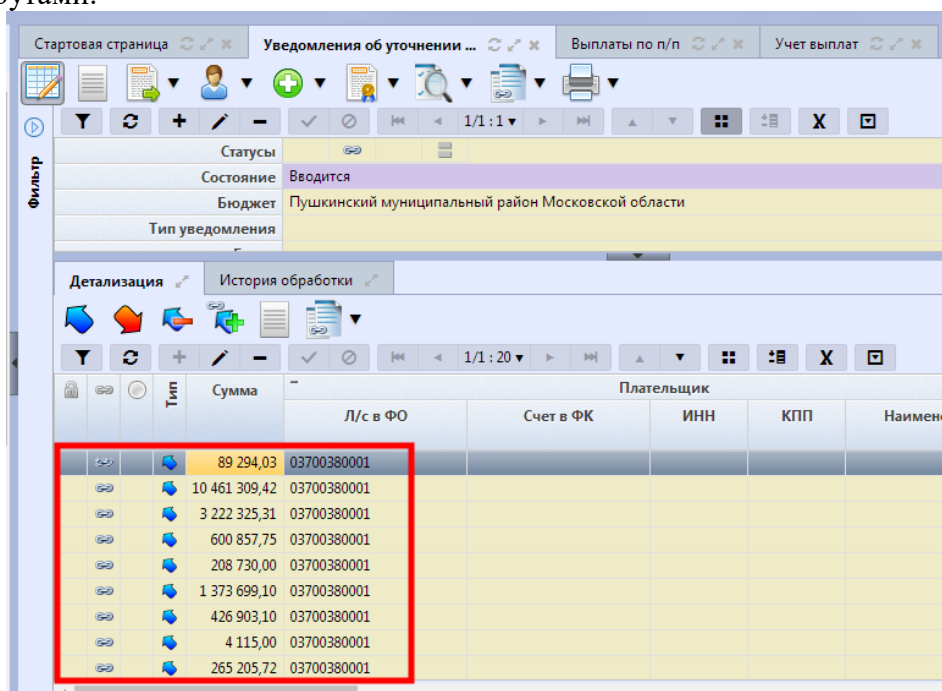 Стартовая страница Уведомления об уточнении ... Выплаты по п/п Учет выплат
1/1 : 1
Фильтр
Статусы
Состояние Вводится
Бюджет Пушкинский муниципальный район Московской области
Тип уведомления
Детализация История обработки
1/1 : 20
Тип Сумма Плательщик
Л/с в ФО Счет в ФК ИНН КПП
89 294,03 03700380001
10 461 309,42 03700380001
3 222 325,31 03700380001
600 857,75 03700380001
208 730,00 03700380001
1 373 699,10 03700380001
426 903,10 03700380001
4 115,00 03700380001
265 205,72 03700380001